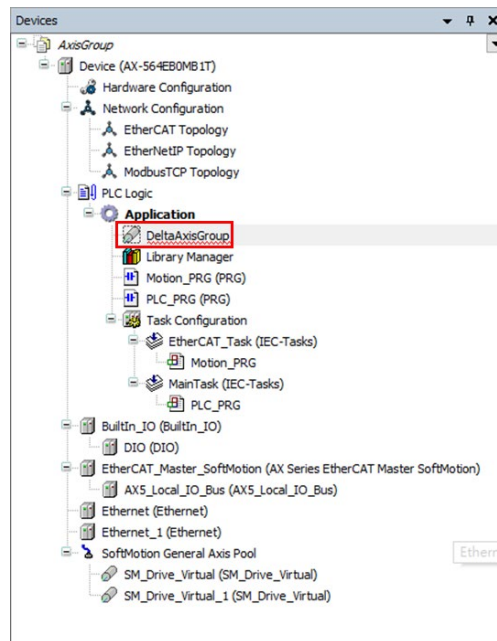 Devices
AxisGroup
Device (AX-564EB0MB1T)
Hardware Configuration
Network Configuration
EtherCAT Topology
EtherNetIP Topology
ModbusTCP Topology
PLC Logic
Application
DeltaAxisGroup
Library Manager
Motion_PRG (PRG)
PLC_PRG (PRG)
Task Configuration
EtherCAT_Task (IEC-Tasks)
Motion_PRG
MainTask (IEC-Tasks)
PLC_PRG
BuiltIn_IO (BuiltIn_IO)
DIO (DIO)
EtherCAT_Master_SoftMotion (AX Series EtherCAT Master SoftMotion)
AX5_Local_IO_Bus (AX5_Local_IO_Bus)
Ethernet (Ethernet)
Ethernet_1 (Ethernet)
SoftMotion General Axis Pool
Ethern
SM_Drive_Virtual (SM_Drive_Virtual)
SM_Drive_Virtual_1 (SM_Drive_Virtual)